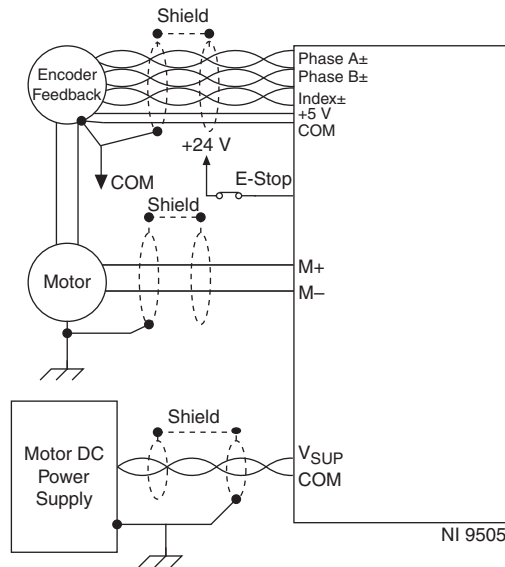 Shield
Encoder
Feedback
Phase A±
Phase B±
Index±
+5 V
COM
+24 V
COM
E-Stop
Shield
Motor
M+
M–
Shield
Motor DC
Power
Supply
VSUP
COM
NI 9505